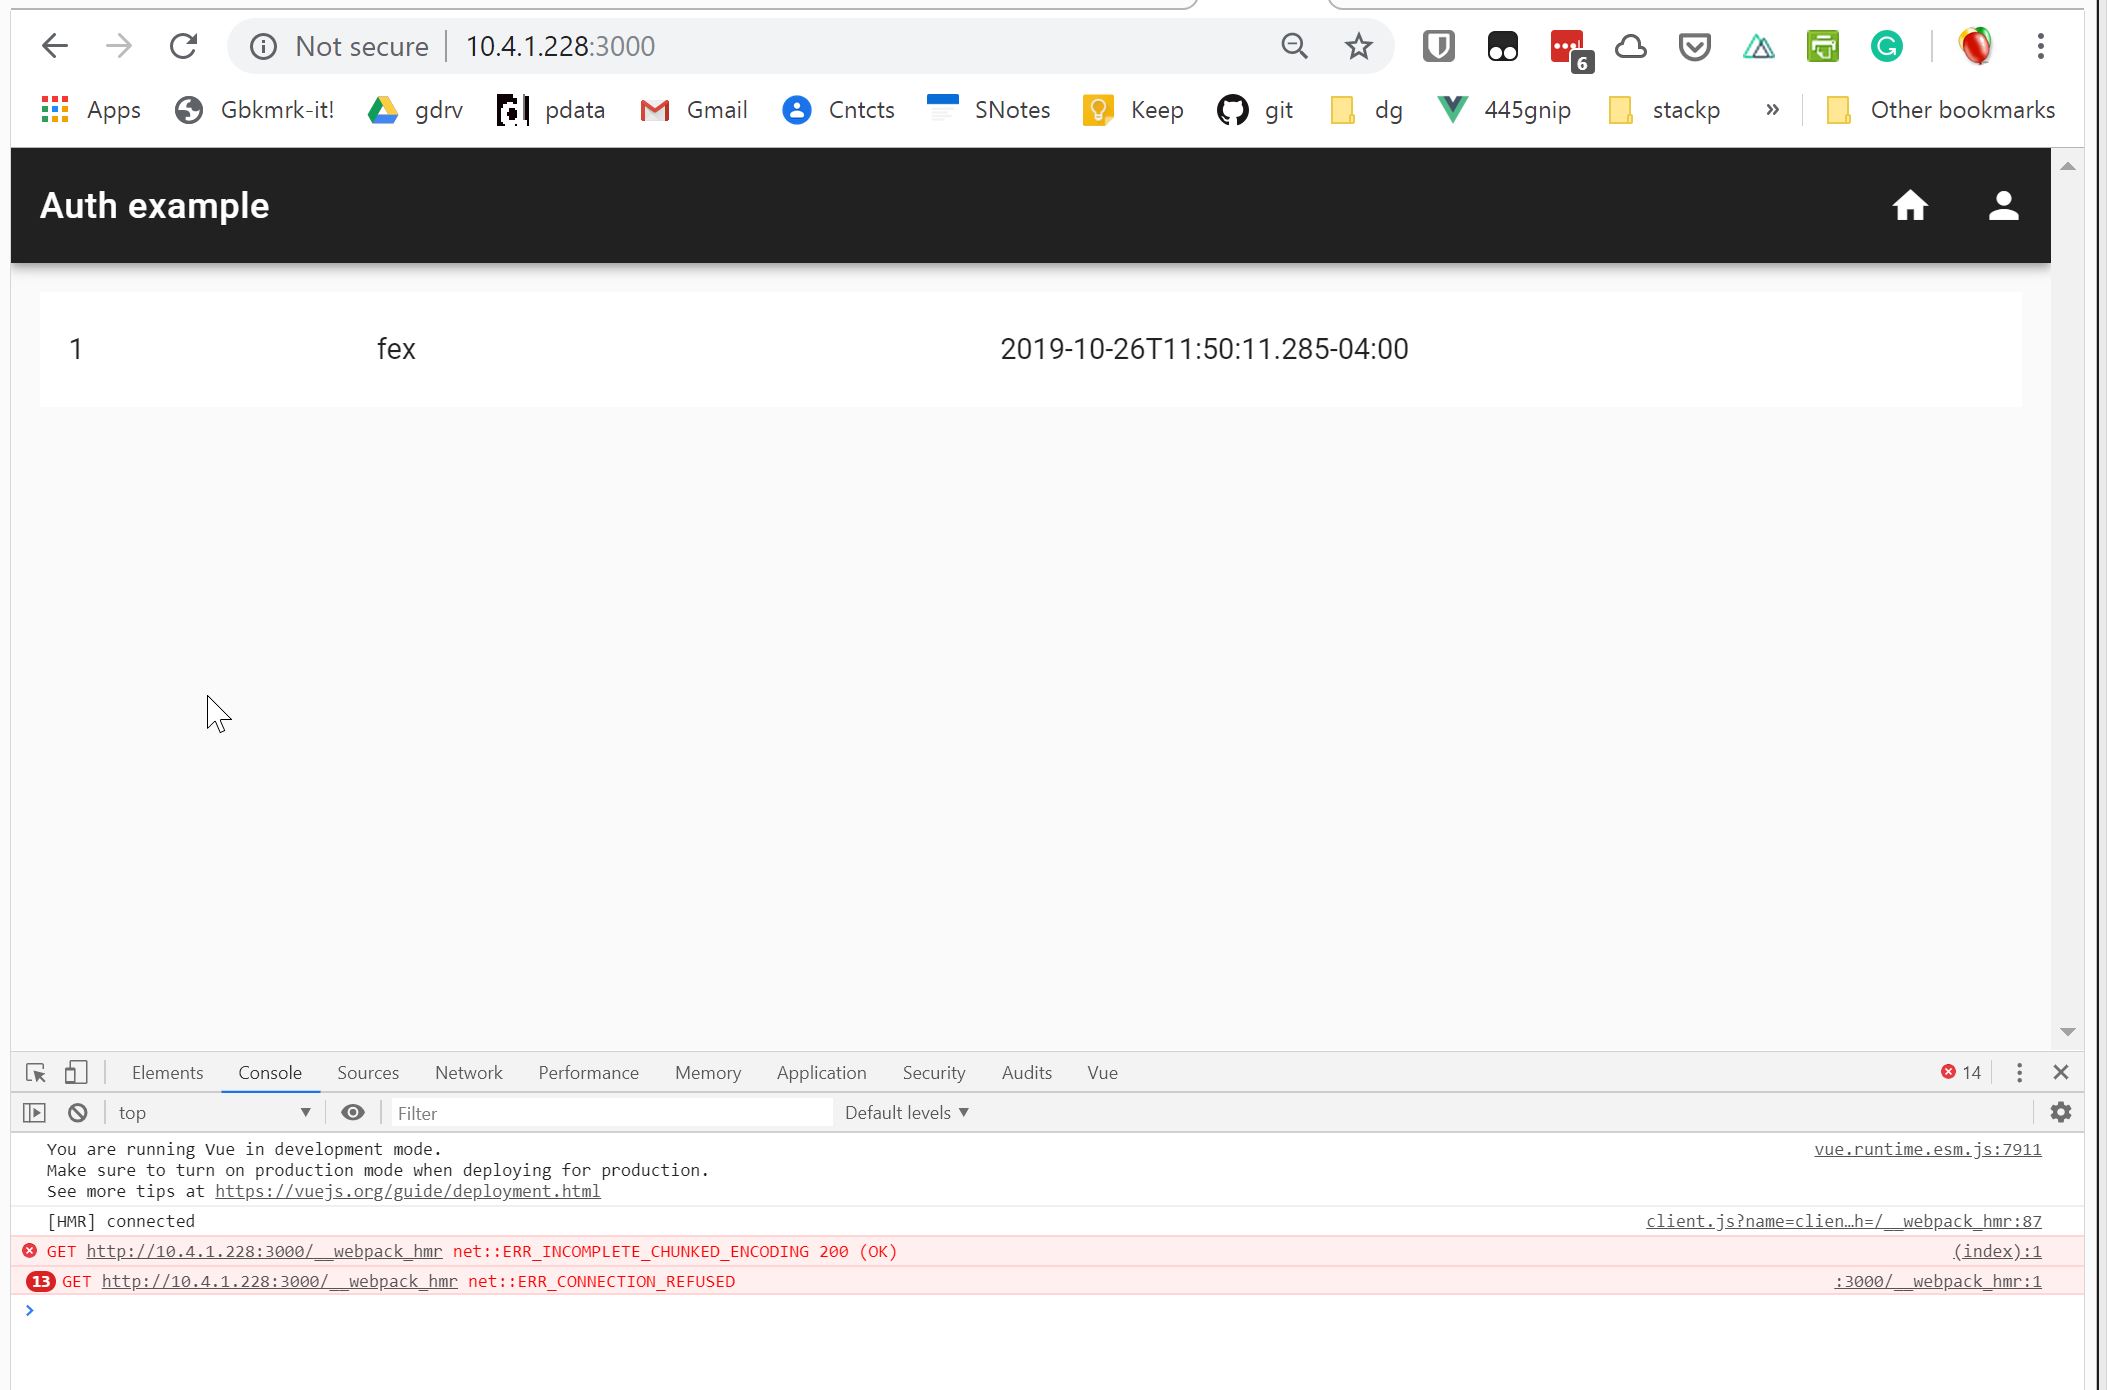 Not secure | 10.4.1.228:3000
6
Apps Gbkmrk-it! gdrv pdata Gmail Cntcts SNotes Keep git dg 445gnip stackp » Other bookmarks
Auth example
1 fex 2019-10-26T11:50:11.285-04:00
Elements Console Sources Network Performance Memory Application Security Audits Vue 14
top Filter Default levels
You are running Vue in development mode. vue.runtime.esm.js:7911
Make sure to turn on production mode when deploying for production.
See more tips at https://vuejs.org/guide/deployment.html
[HMR] connected client.js?name=clien…h=/__webpack_hmr:87
GET http://10.4.1.228:3000/__webpack_hmr net::ERR_INCOMPLETE_CHUNKED_ENCODING 200 (OK) (index):1
13 GET http://10.4.1.228:3000/__webpack_hmr net::ERR_CONNECTION_REFUSED :3000/__webpack_hmr:1